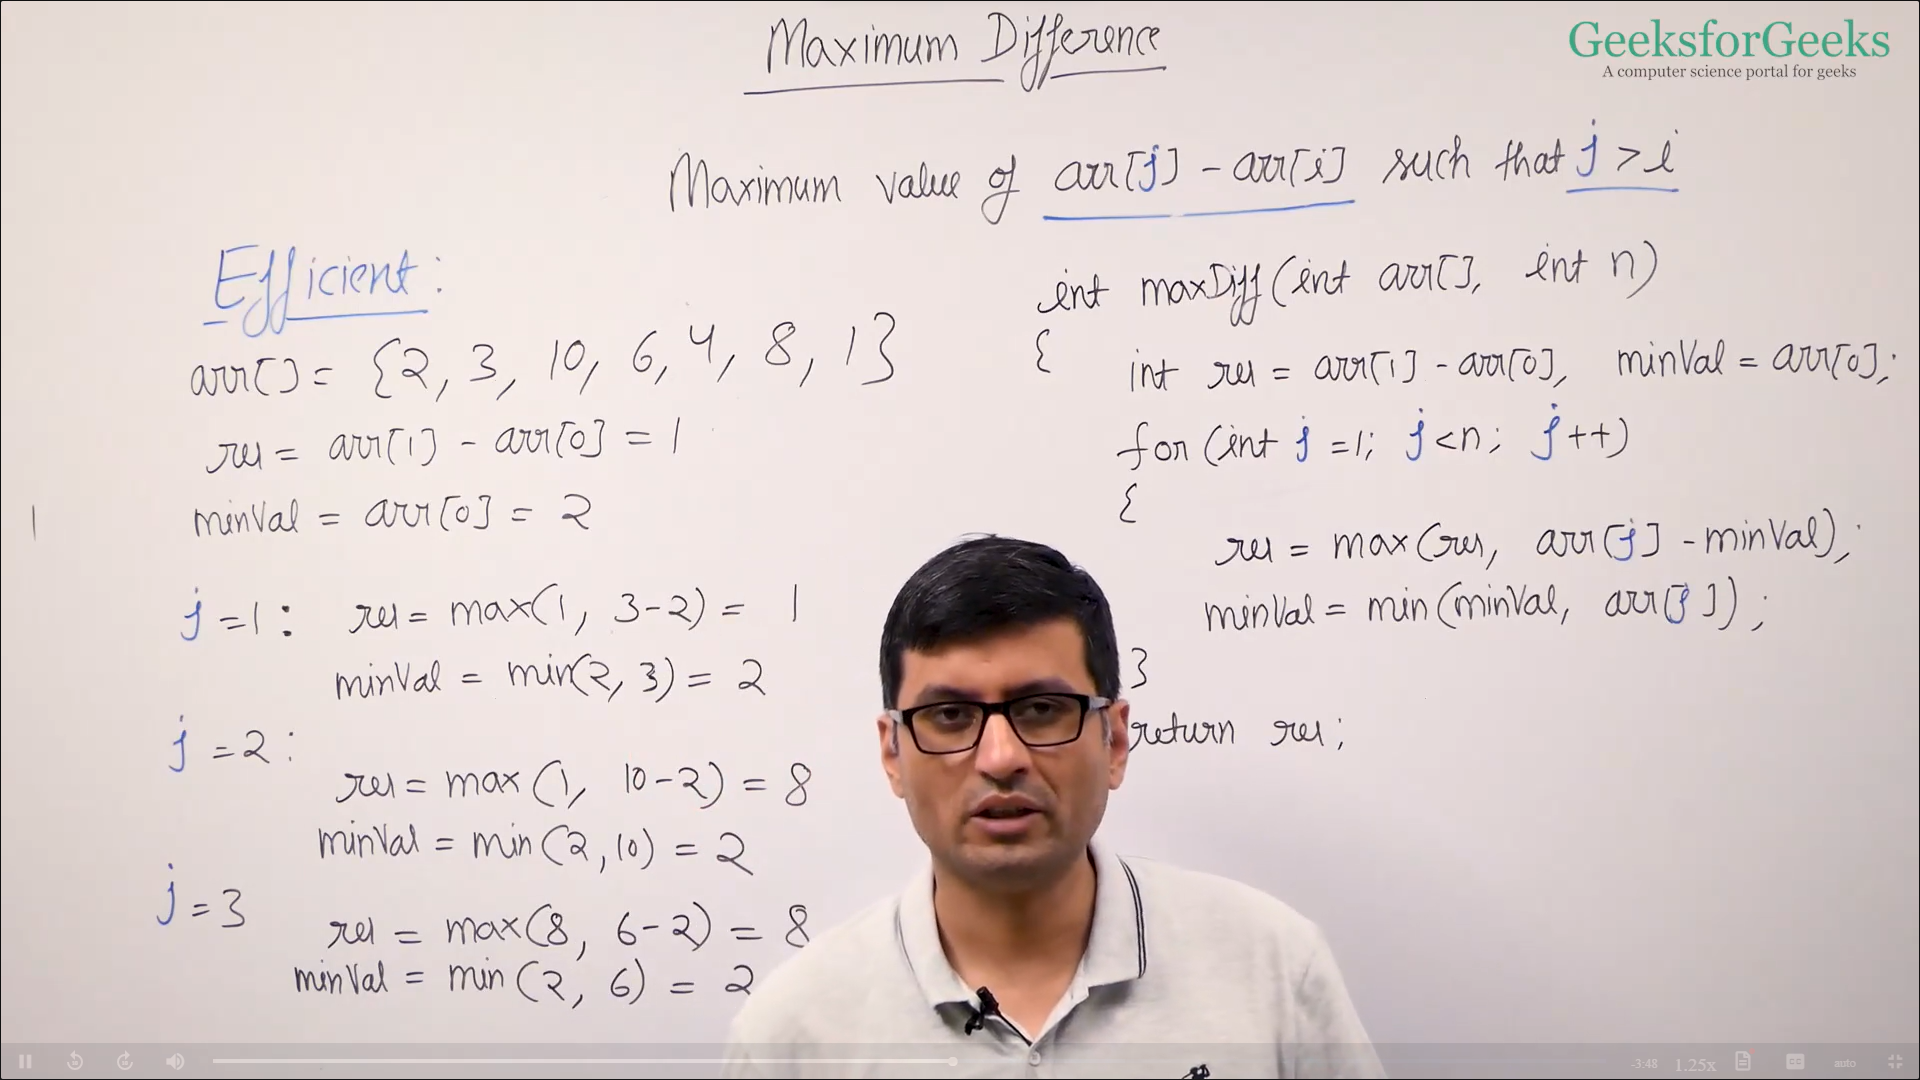 Maximum Difference
GeeksforGeeks
A computer science portal for geeks
Maximum value of arr[j] - arr[i] such that j > i
Efficient:
arr[] = {2, 3, 10, 6, 4, 8, 1}
res = arr[1] - arr[0] = 1
minVal = arr[0] = 2
j = 1: res = max(1, 3-2) = 1
minVal = min(2, 3) = 2
j = 2:
res = max(1, 10-2) = 8
minVal = min(2, 10) = 2
j = 3
res = max(8, 6-2) = 8
minVal = min(2, 6) = 2
int maxDiff(int arr[], int n)
{
int res = arr[1] - arr[0], minVal = arr[0];
for (int j = 1; j < n; j++)
{
res = max(res, arr[j] - minVal);
minVal = min(minVal, arr[j]);
}
return res;
-3:48
1.25x
CC
auto